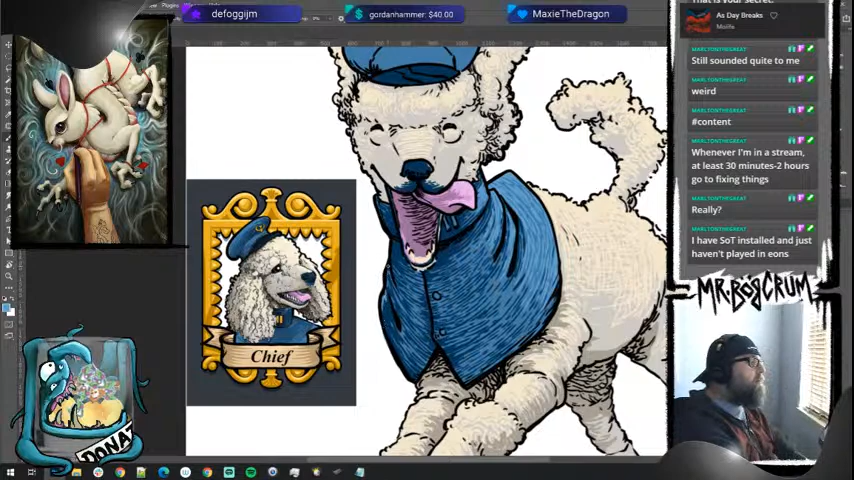 defoggijm
gordanhammer: $40.00
MaxieTheDragon
As Day Breaks
MARLTONTHEGREAT
Still sounded quite to me
MARLTONTHEGREAT
weird
MARLTONTHEGREAT
#content
MARLTONTHEGREAT
Whenever I'm in a stream,
at least 30 minutes-2 hours
go to fixing things
MARLTONTHEGREAT
Really?
MARLTONTHEGREAT
I have SoT installed and just
haven't played in eons
MR.BÖGCRUM
Chief
DONA